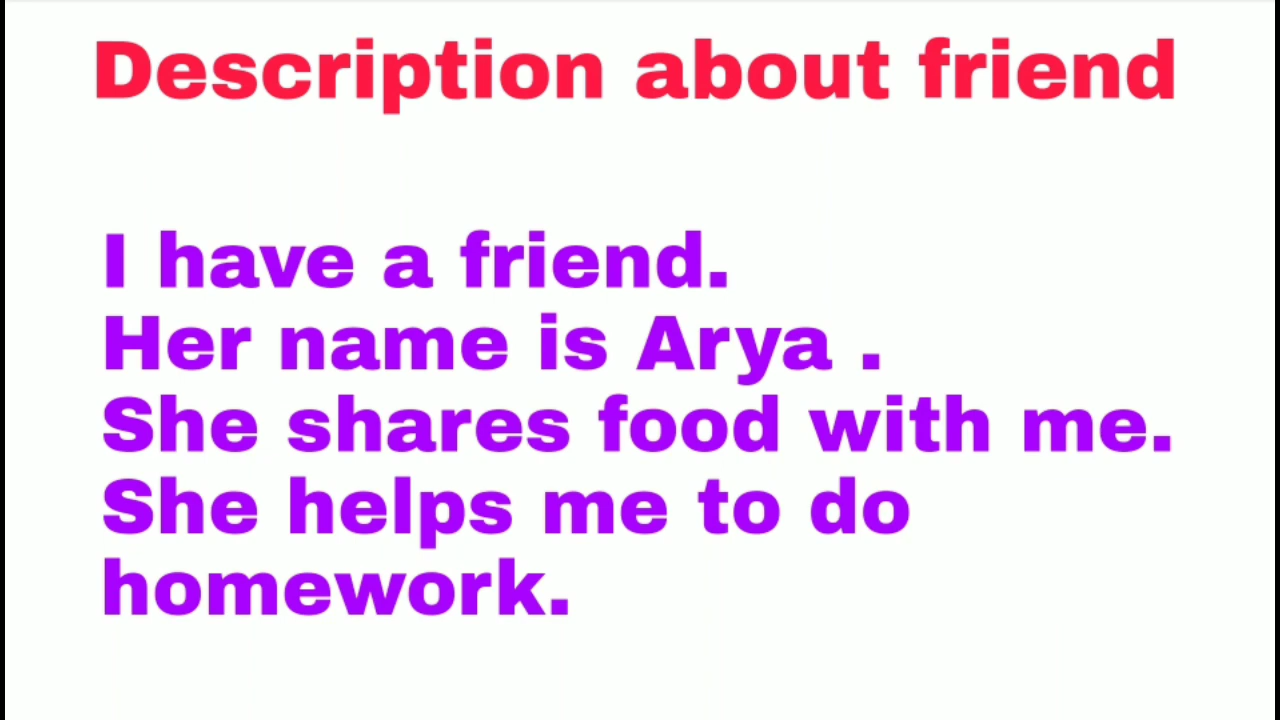 Description about friend
I have a friend.
Her name is Arya .
She shares food with me.
She helps me to do
homework.